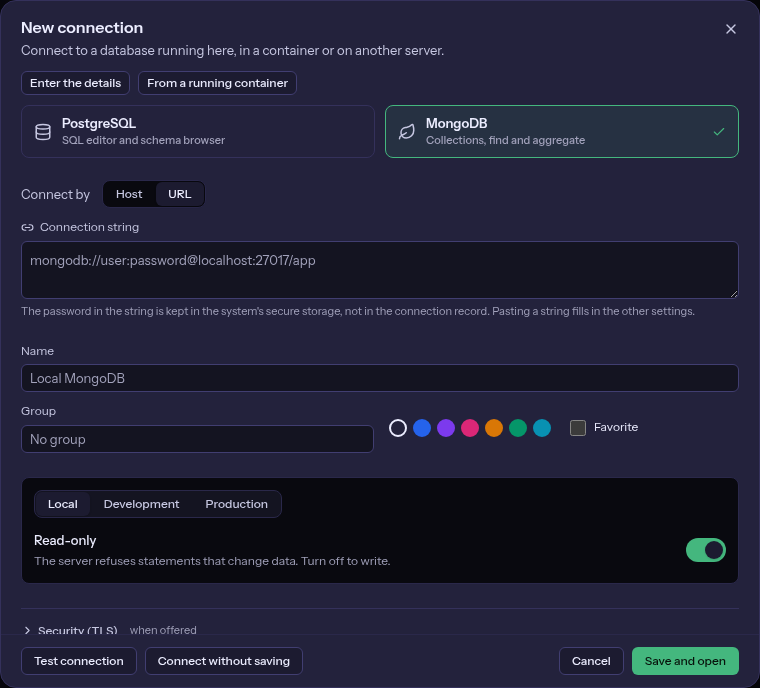 New connection
Connect to a database running here, in a container or on another server.
Enter the details
From a running container
PostgreSQL
SQL editor and schema browser
MongoDB
Collections, find and aggregate
Connect by
Host
URL
Connection string
mongodb://user:password@localhost:27017/app
The password in the string is kept in the system's secure storage, not in the connection record. Pasting a string fills in the other settings.
Name
Local MongoDB
Group
No group
Favorite
Local
Development
Production
Read-only
The server refuses statements that change data. Turn off to write.
Security (TLS)
when offered
Test connection
Connect without saving
Cancel
Save and open